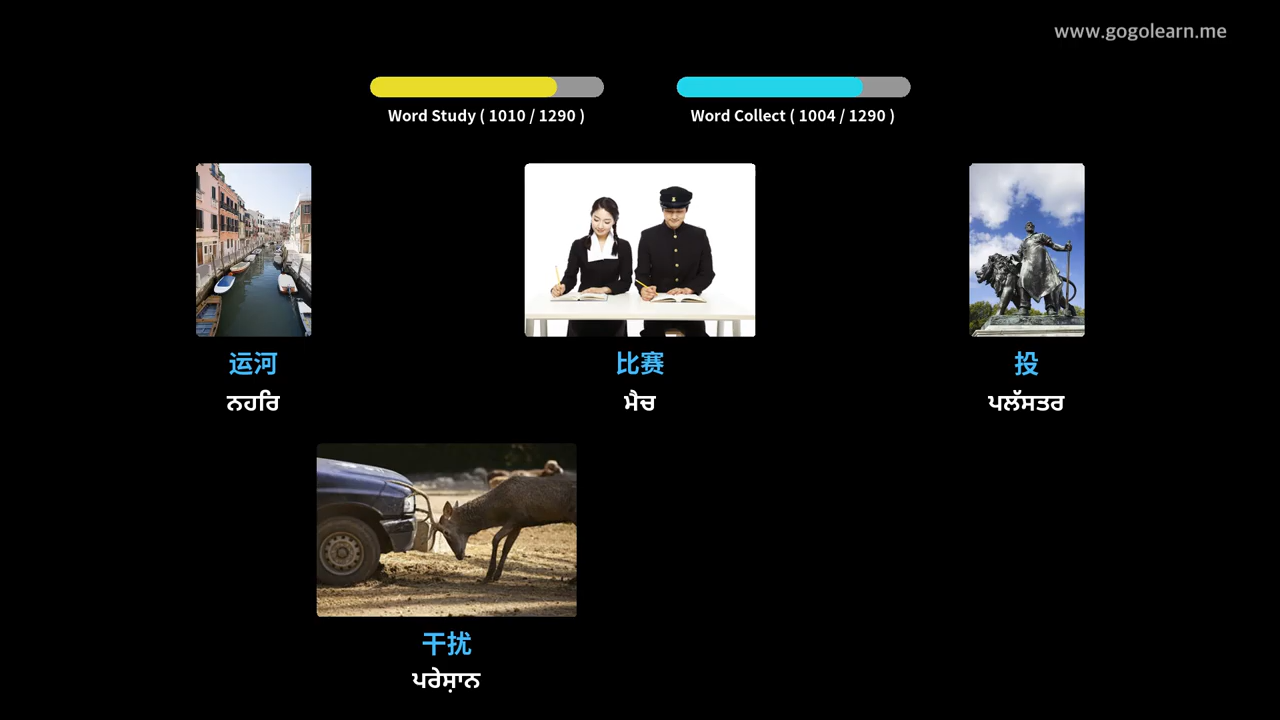 www.gogolearn.me
Word Study ( 1010 / 1290 )
Word Collect ( 1004 / 1290 )
运河
ਨਹਰਿ
比赛
ਮੈਚ
投
ਪਲੱਸਤਰ
干扰
ਪਰੇਸ਼ਾਨ